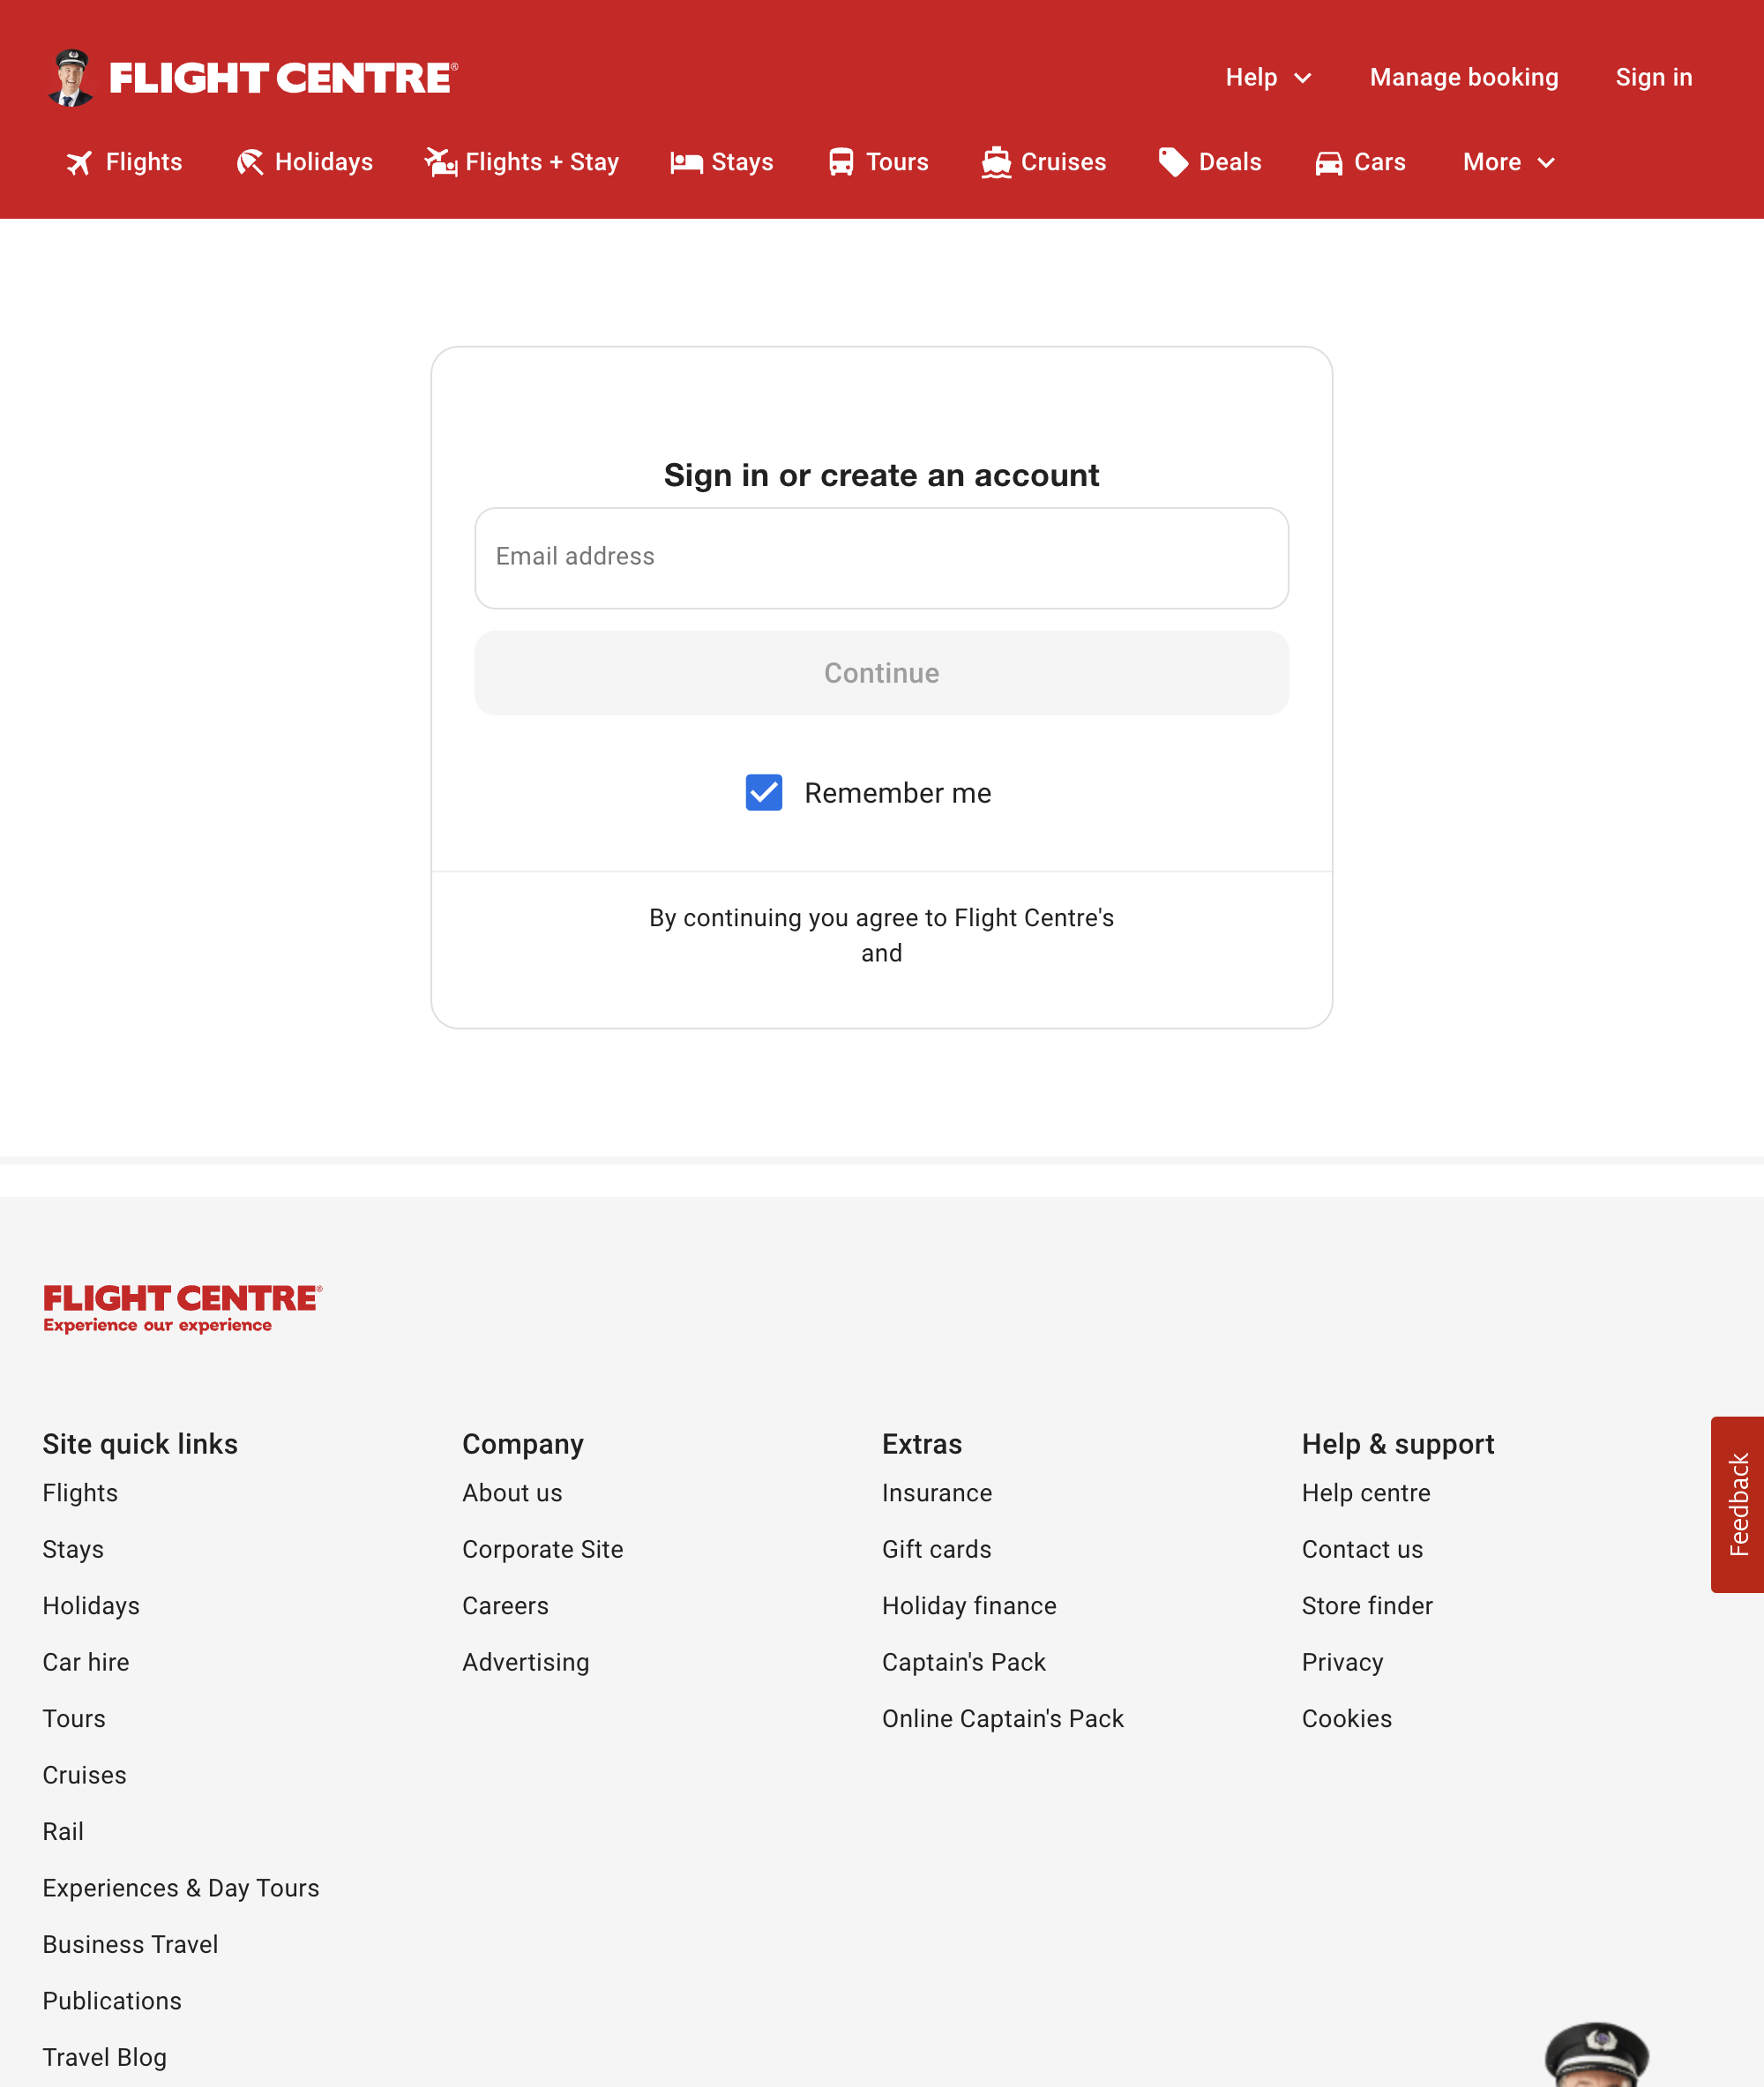 FLIGHT CENTRE®
Help
Manage booking
Sign in
Flights
Holidays
Flights + Stay
Stays
Tours
Cruises
Deals
Cars
More
Sign in or create an account
Email address
Continue
Remember me
By continuing you agree to Flight Centre's
and
FLIGHT CENTRE®
Experience our experience
Site quick links
Flights
Stays
Holidays
Car hire
Tours
Cruises
Rail
Experiences & Day Tours
Business Travel
Publications
Travel Blog
Company
About us
Corporate Site
Careers
Advertising
Extras
Insurance
Gift cards
Holiday finance
Captain's Pack
Online Captain's Pack
Help & support
Help centre
Contact us
Store finder
Privacy
Cookies
Feedback